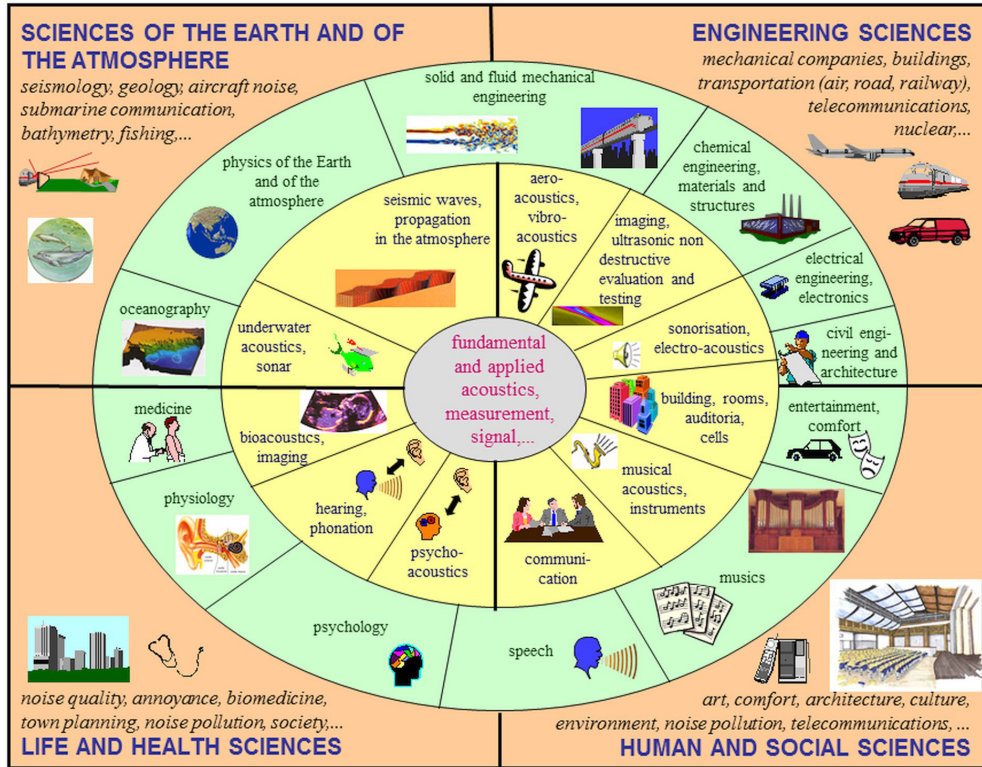 SCIENCES OF THE EARTH AND OF
THE ATMOSPHERE
seismology, geology, aircraft noise,
submarine communication,
bathymetry, fishing,...
ENGINEERING SCIENCES
mechanical companies, buildings,
transportation (air, road, railway),
telecommunications,
nuclear,...
solid and fluid mechanical
engineering
physics of the Earth
and of the
atmosphere
chemical
engineering,
materials and
structures
electrical
engineering,
electronics
civil engi-
neering and
architecture
oceanography
seismic waves,
propagation
in the atmosphere
aero-
acoustics,
vibro-
acoustics
imaging,
ultrasonic non
destructive
evaluation and
testing
underwater
acoustics,
sonar
sonorisation,
electro-acoustics
fundamental
and applied
acoustics,
measurement,
signal,...
building, rooms,
auditoria,
cells
bioacoustics,
imaging
hearing,
phonation
psycho-
acoustics
communi-
cation
musical
acoustics,
instruments
medicine
physiology
psychology
speech
musics
entertainment,
comfort
noise quality, annoyance, biomedicine,
town planning, noise pollution, society,...
LIFE AND HEALTH SCIENCES
art, comfort, architecture, culture,
environment, noise pollution, telecommunications, ...
HUMAN AND SOCIAL SCIENCES